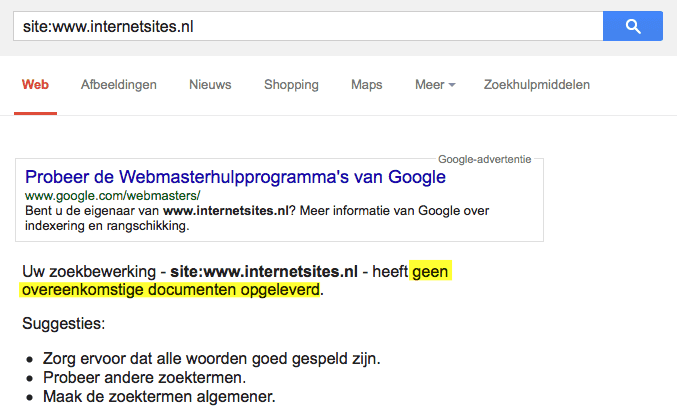 site:www.internetsites.nl
Web Afbeeldingen Nieuws Shopping Maps Meer Zoekhulpmiddelen
Google-advertentie
Probeer de Webmasterhulpprogramma's van Google
www.google.com/webmasters/
Bent u de eigenaar van www.internetsites.nl? Meer informatie van Google over
indexering en rangschikking.
Uw zoekbewerking - site:www.internetsites.nl - heeft geen
overeenkomstige documenten opgeleverd.
Suggesties:
• Zorg ervoor dat alle woorden goed gespeld zijn.
• Probeer andere zoektermen.
• Maak de zoektermen algemener.